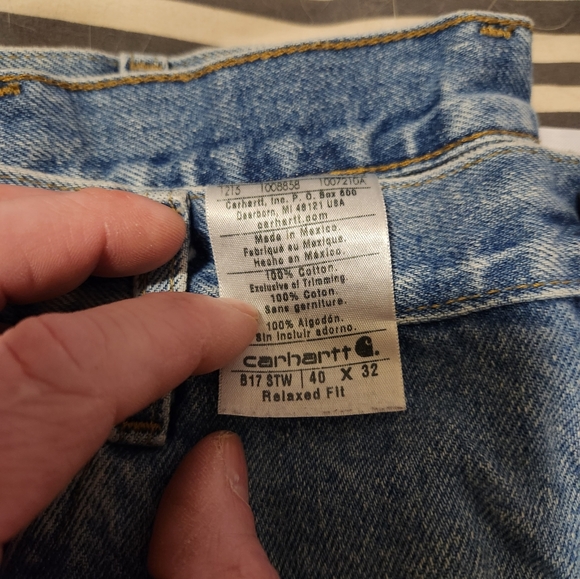 1215 1008858 1007216A
Carhartt, Inc. P. O. Box 600
Dearborn, MI 48121 USA
carhartt.com
Made in Mexico.
Fabriqué au Mexique.
Hecho en México.
100% Cotton.
Exclusive of Trimming.
100% Coton.
Sans garniture.
100% Algodón.
Sin incluir adorno.
carhartt
B17 STW | 40 X 32
Relaxed Fit